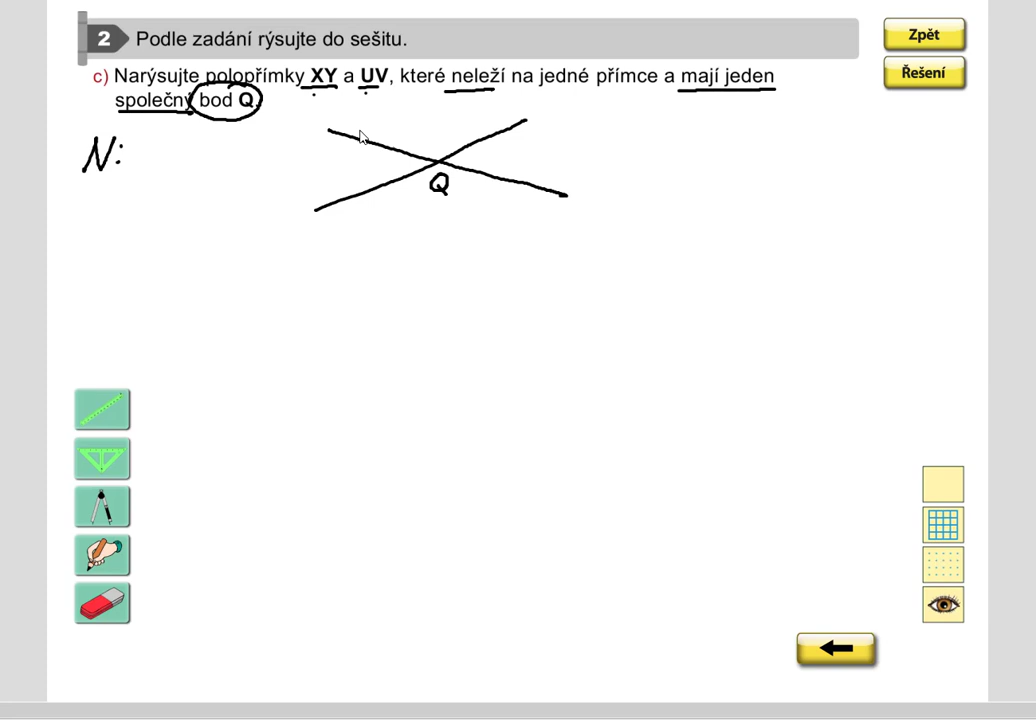 2 Podle zadání rýsujte do sešitu.
Zpět
Řešení
c) Narýsujte polopřímky XY a UV, které neleží na jedné přímce a mají jeden
společný bod Q.
N:
Q